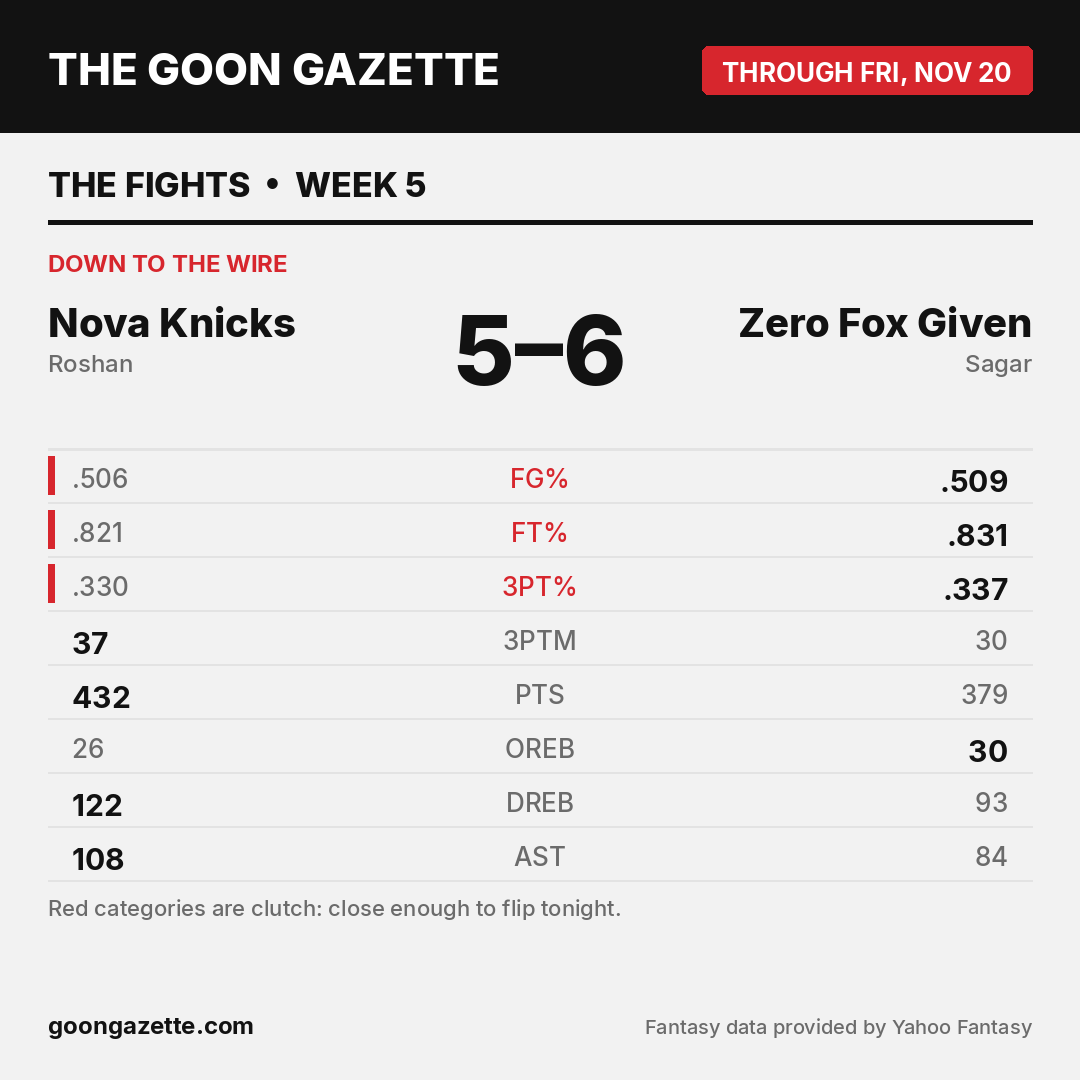 THE GOON GAZETTE
THROUGH FRI, NOV 20
THE FIGHTS • WEEK 5
DOWN TO THE WIRE
Nova Knicks 5–6 Zero Fox Given
Roshan Sagar
.506 FG% .509
.821 FT% .831
.330 3PT% .337
37 3PTM 30
432 PTS 379
26 OREB 30
122 DREB 93
108 AST 84
Red categories are clutch: close enough to flip tonight.
goongazette.com Fantasy data provided by Yahoo Fantasy